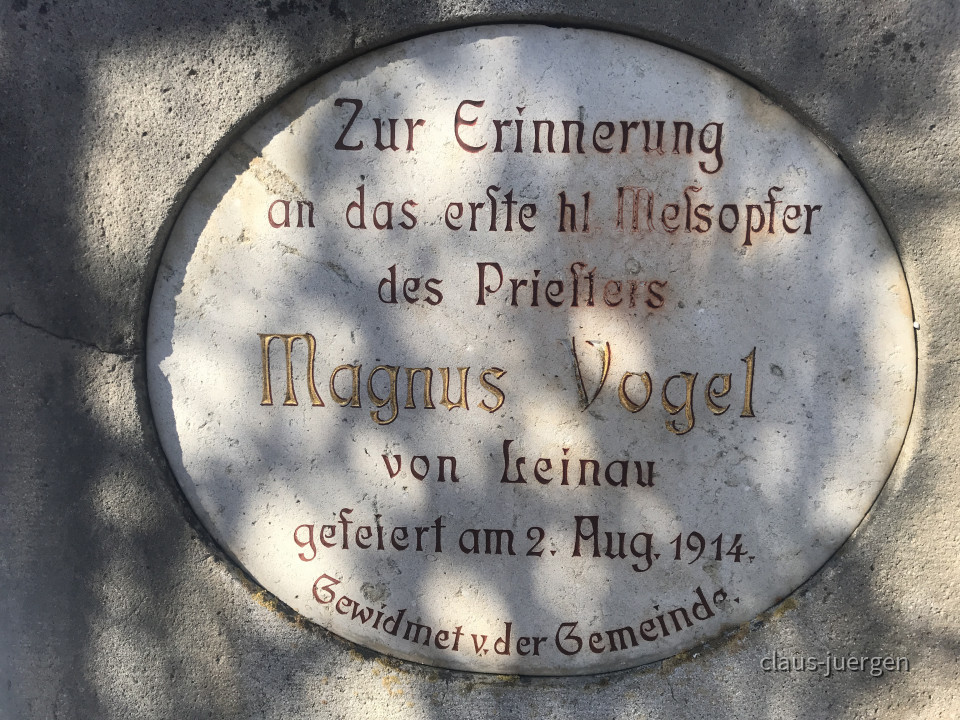 Zur Erinnerung
an das erſte hl Meſsopfer
des Prieſters
Magnus Vogel
von Leinau
gefeiert am 2. Aug. 1914.
Gewidmet v. der Gemeinde.
claus-juergen